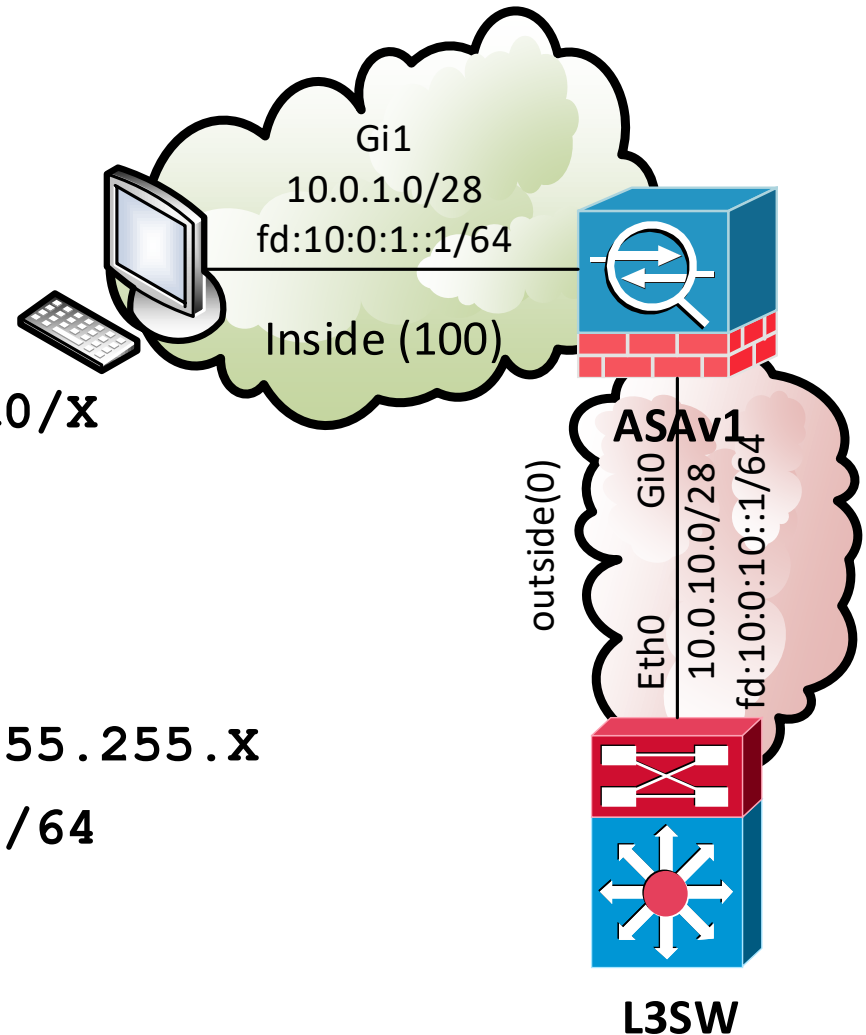 Gi1
10.0.1.0/28
fd:10:0:1::1/64
Inside (100)
.0/X
ASAv1
outside(0)
Gi0
Eth0
10.0.10.0/28
fd:10:0:10::1/64
55.255.X
/64
L3SW